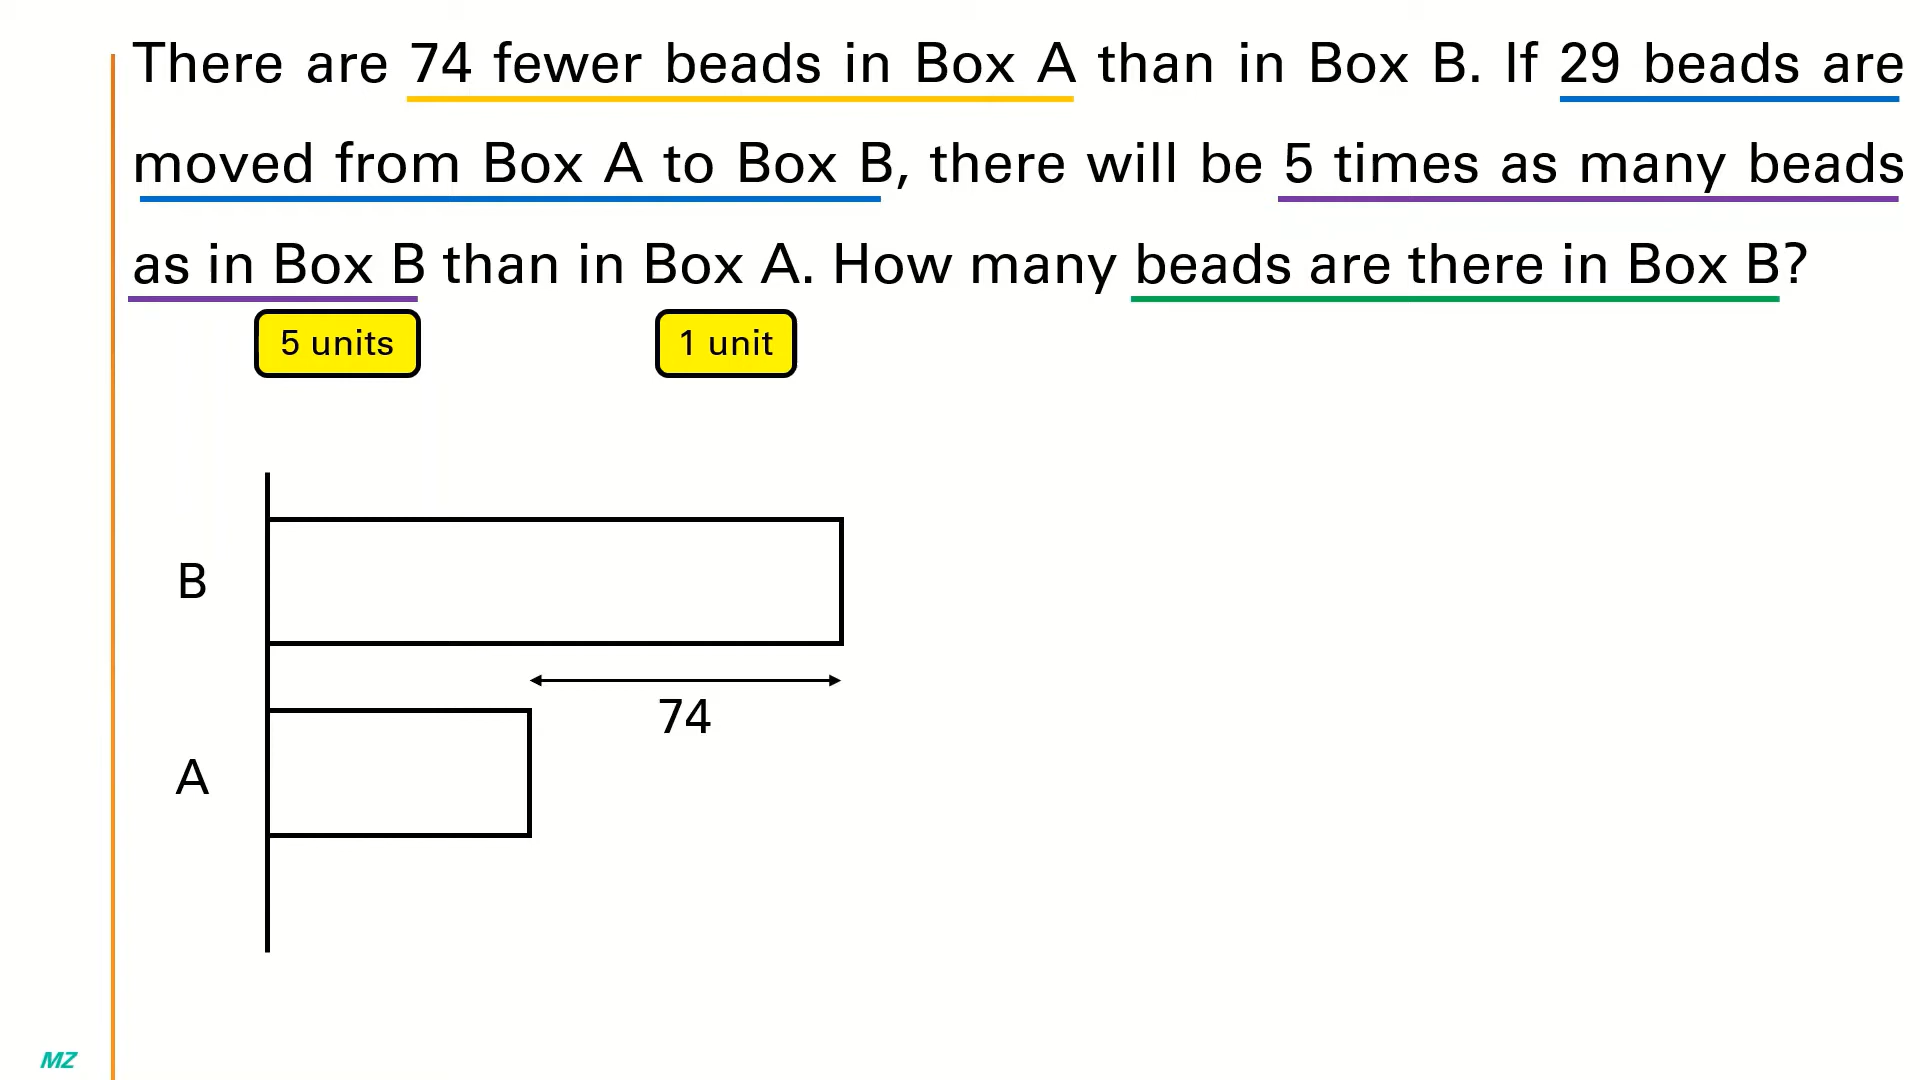 There are 74 fewer beads in Box A than in Box B. If 29 beads are
moved from Box A to Box B, there will be 5 times as many beads
as in Box B than in Box A. How many beads are there in Box B?
5 units 1 unit
B
74
A
MZ